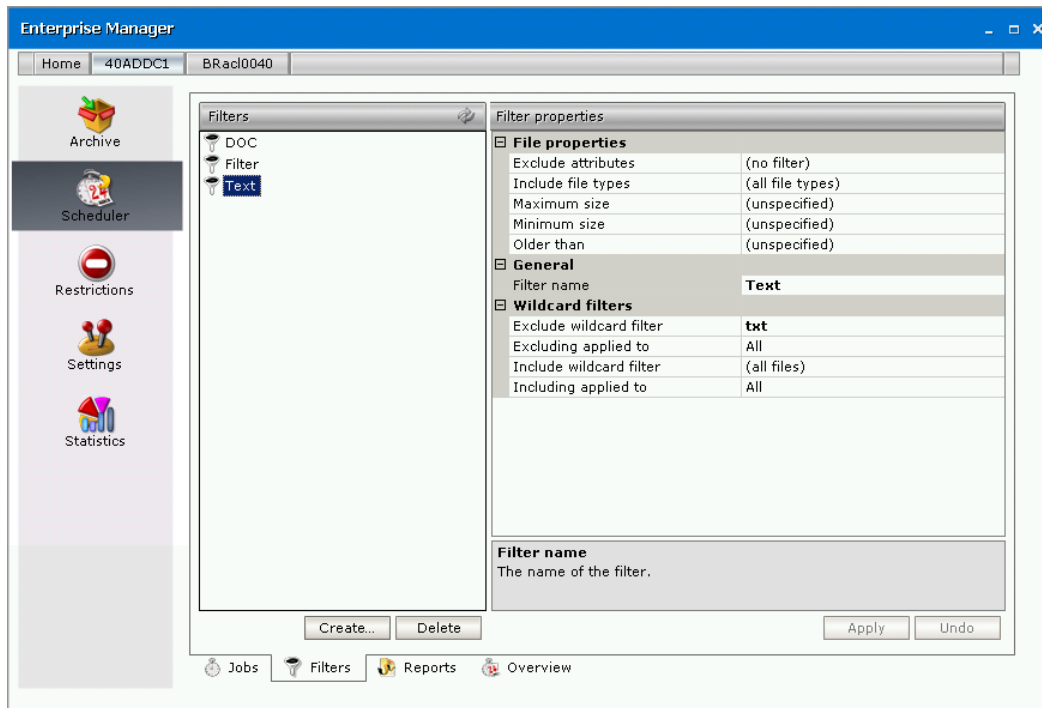 Enterprise Manager
Home 40ADDC1 BRacl0040
Archive
Scheduler
Restrictions
Settings
Statistics
Filters
DOC
Filter
Text
Filter properties
File properties
Exclude attributes (no filter)
Include file types (all file types)
Maximum size (unspecified)
Minimum size (unspecified)
Older than (unspecified)
General
Filter name Text
Wildcard filters
Exclude wildcard filter txt
Excluding applied to All
Include wildcard filter (all files)
Including applied to All
Filter name
The name of the filter.
Create... Delete Apply Undo
Jobs Filters Reports Overview